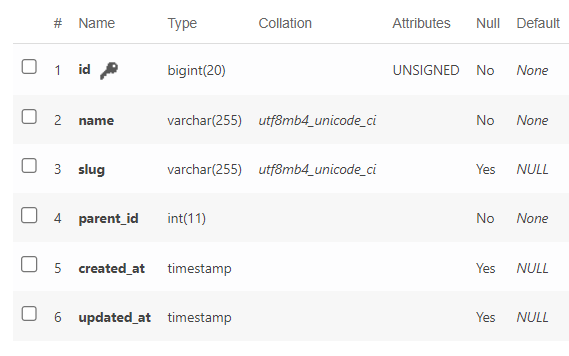 # Name Type Collation Attributes Null Default
1 id bigint(20) UNSIGNED No None
2 name varchar(255) utf8mb4_unicode_ci No None
3 slug varchar(255) utf8mb4_unicode_ci Yes NULL
4 parent_id int(11) No None
5 created_at timestamp Yes NULL
6 updated_at timestamp Yes NULL